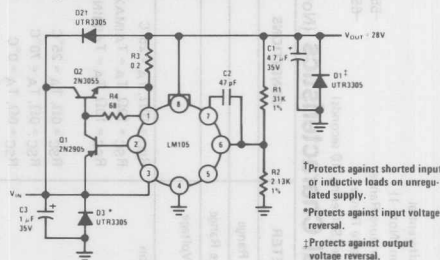 D2†
UTR3305
VOUT - 28V
Q2
2N3055
R3
0.2
R4
68
C2
47 pF
C1
4.7 µF
35V
D1‡
UTR3305
R1
31K
1%
1
8
7
2
LM105
6
3
4
5
Q1
2N2905
R2
2.13K
1%
VIN
C3
1 µF
35V
D3 *
UTR3305
†Protects against shorted input
or inductive loads on unregu-
lated supply.
*Protects against input voltage
reversal.
‡Protects against output
voltage reversal.